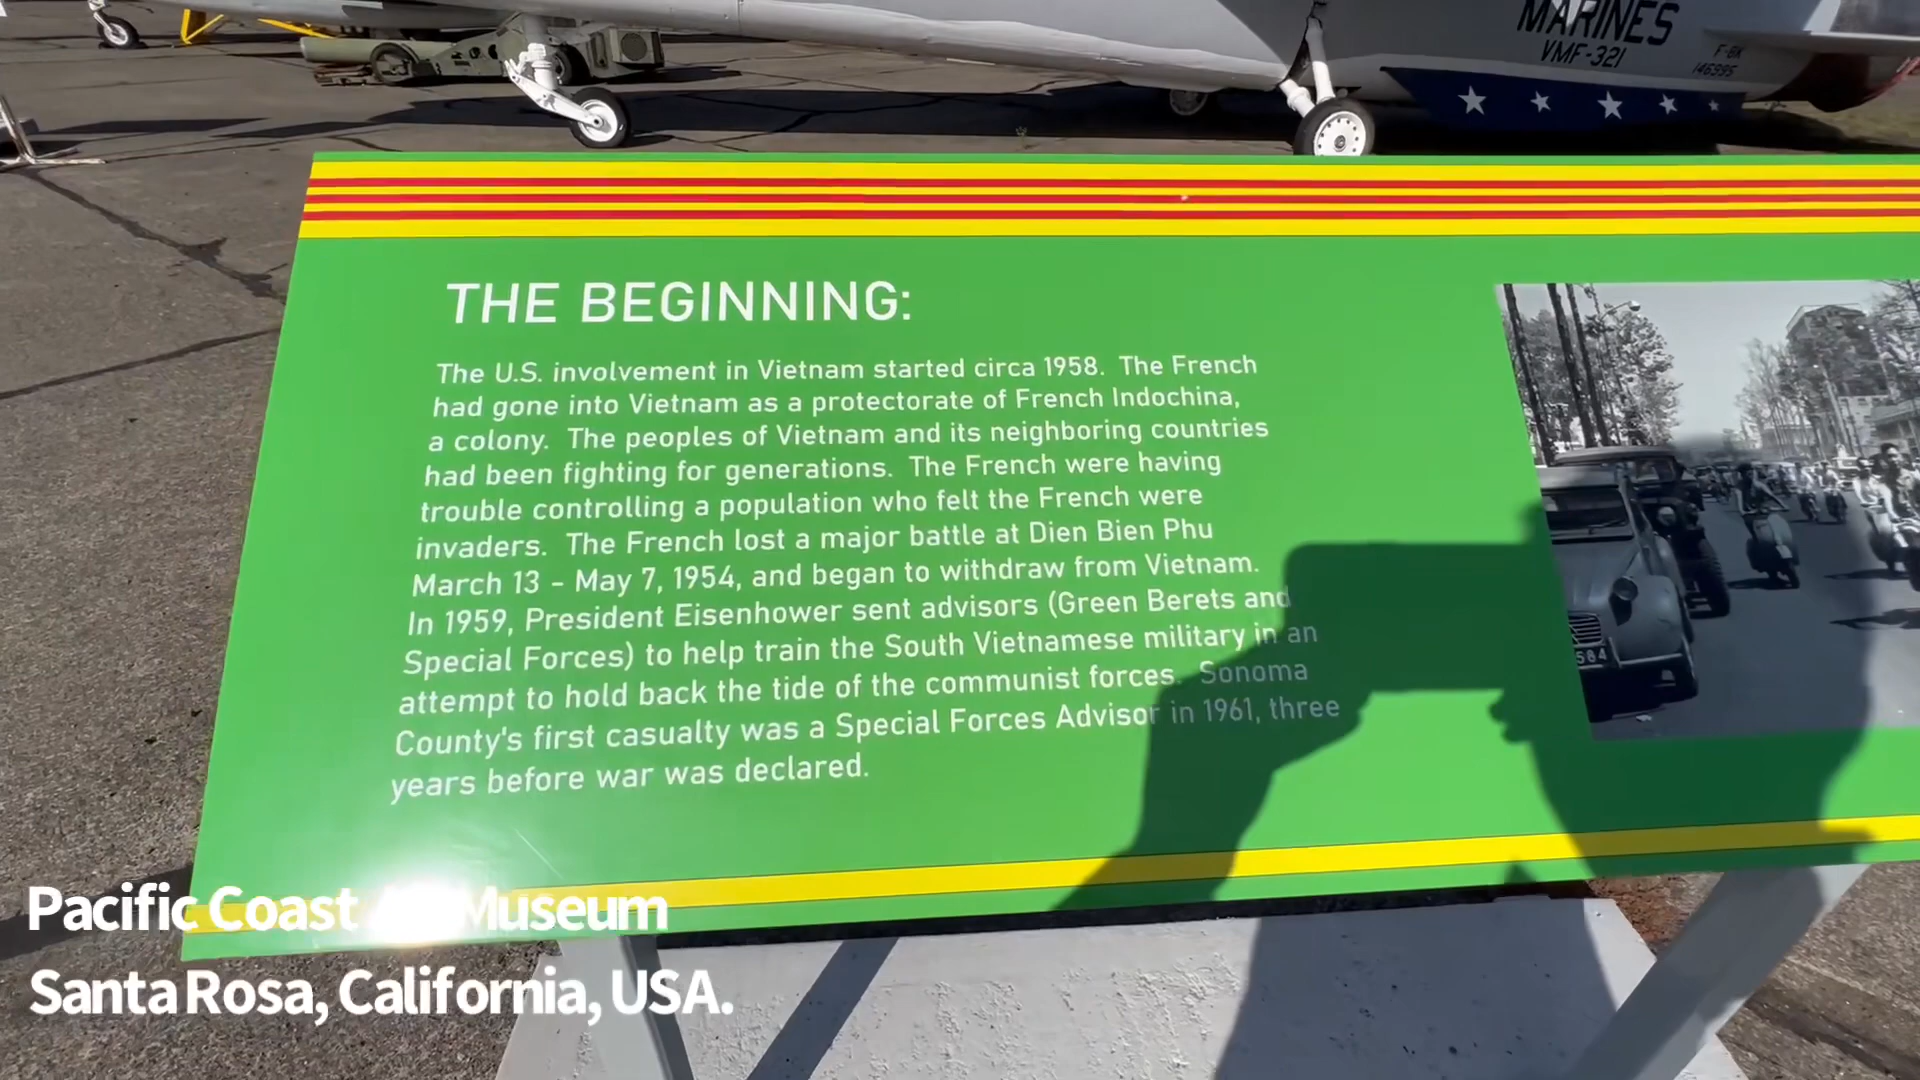 MARINES
VMF-321
F-8K
146995
THE BEGINNING:
The U.S. involvement in Vietnam started circa 1958. The French
had gone into Vietnam as a protectorate of French Indochina,
a colony. The peoples of Vietnam and its neighboring countries
had been fighting for generations. The French were having
trouble controlling a population who felt the French were
invaders. The French lost a major battle at Dien Bien Phu
March 13 - May 7, 1954, and began to withdraw from Vietnam.
In 1959, President Eisenhower sent advisors (Green Berets and
Special Forces) to help train the South Vietnamese military in an
attempt to hold back the tide of the communist forces. Sonoma
County's first casualty was a Special Forces Advisor in 1961, three
years before war was declared.
584
Pacific Coast Museum
Santa Rosa, California, USA.